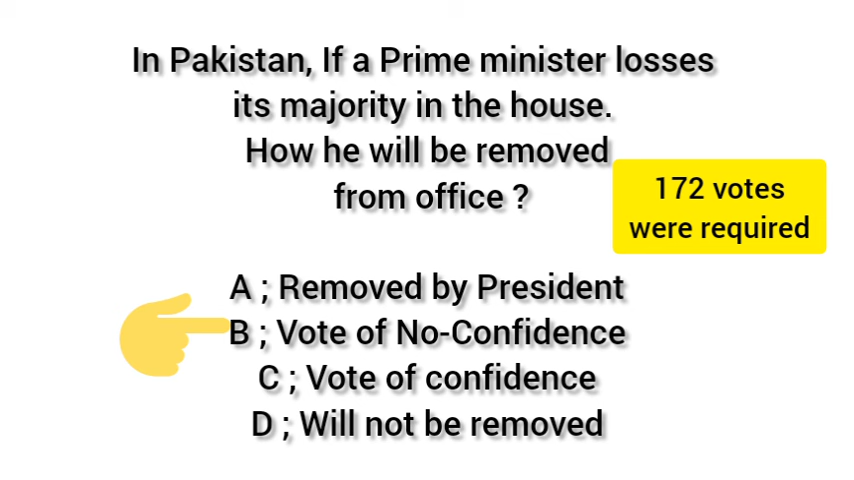 In Pakistan, If a Prime minister losses
its majority in the house.
How he will be removed
from office ?
172 votes
were required
A ; Removed by President
B ; Vote of No-Confidence
C ; Vote of confidence
D ; Will not be removed